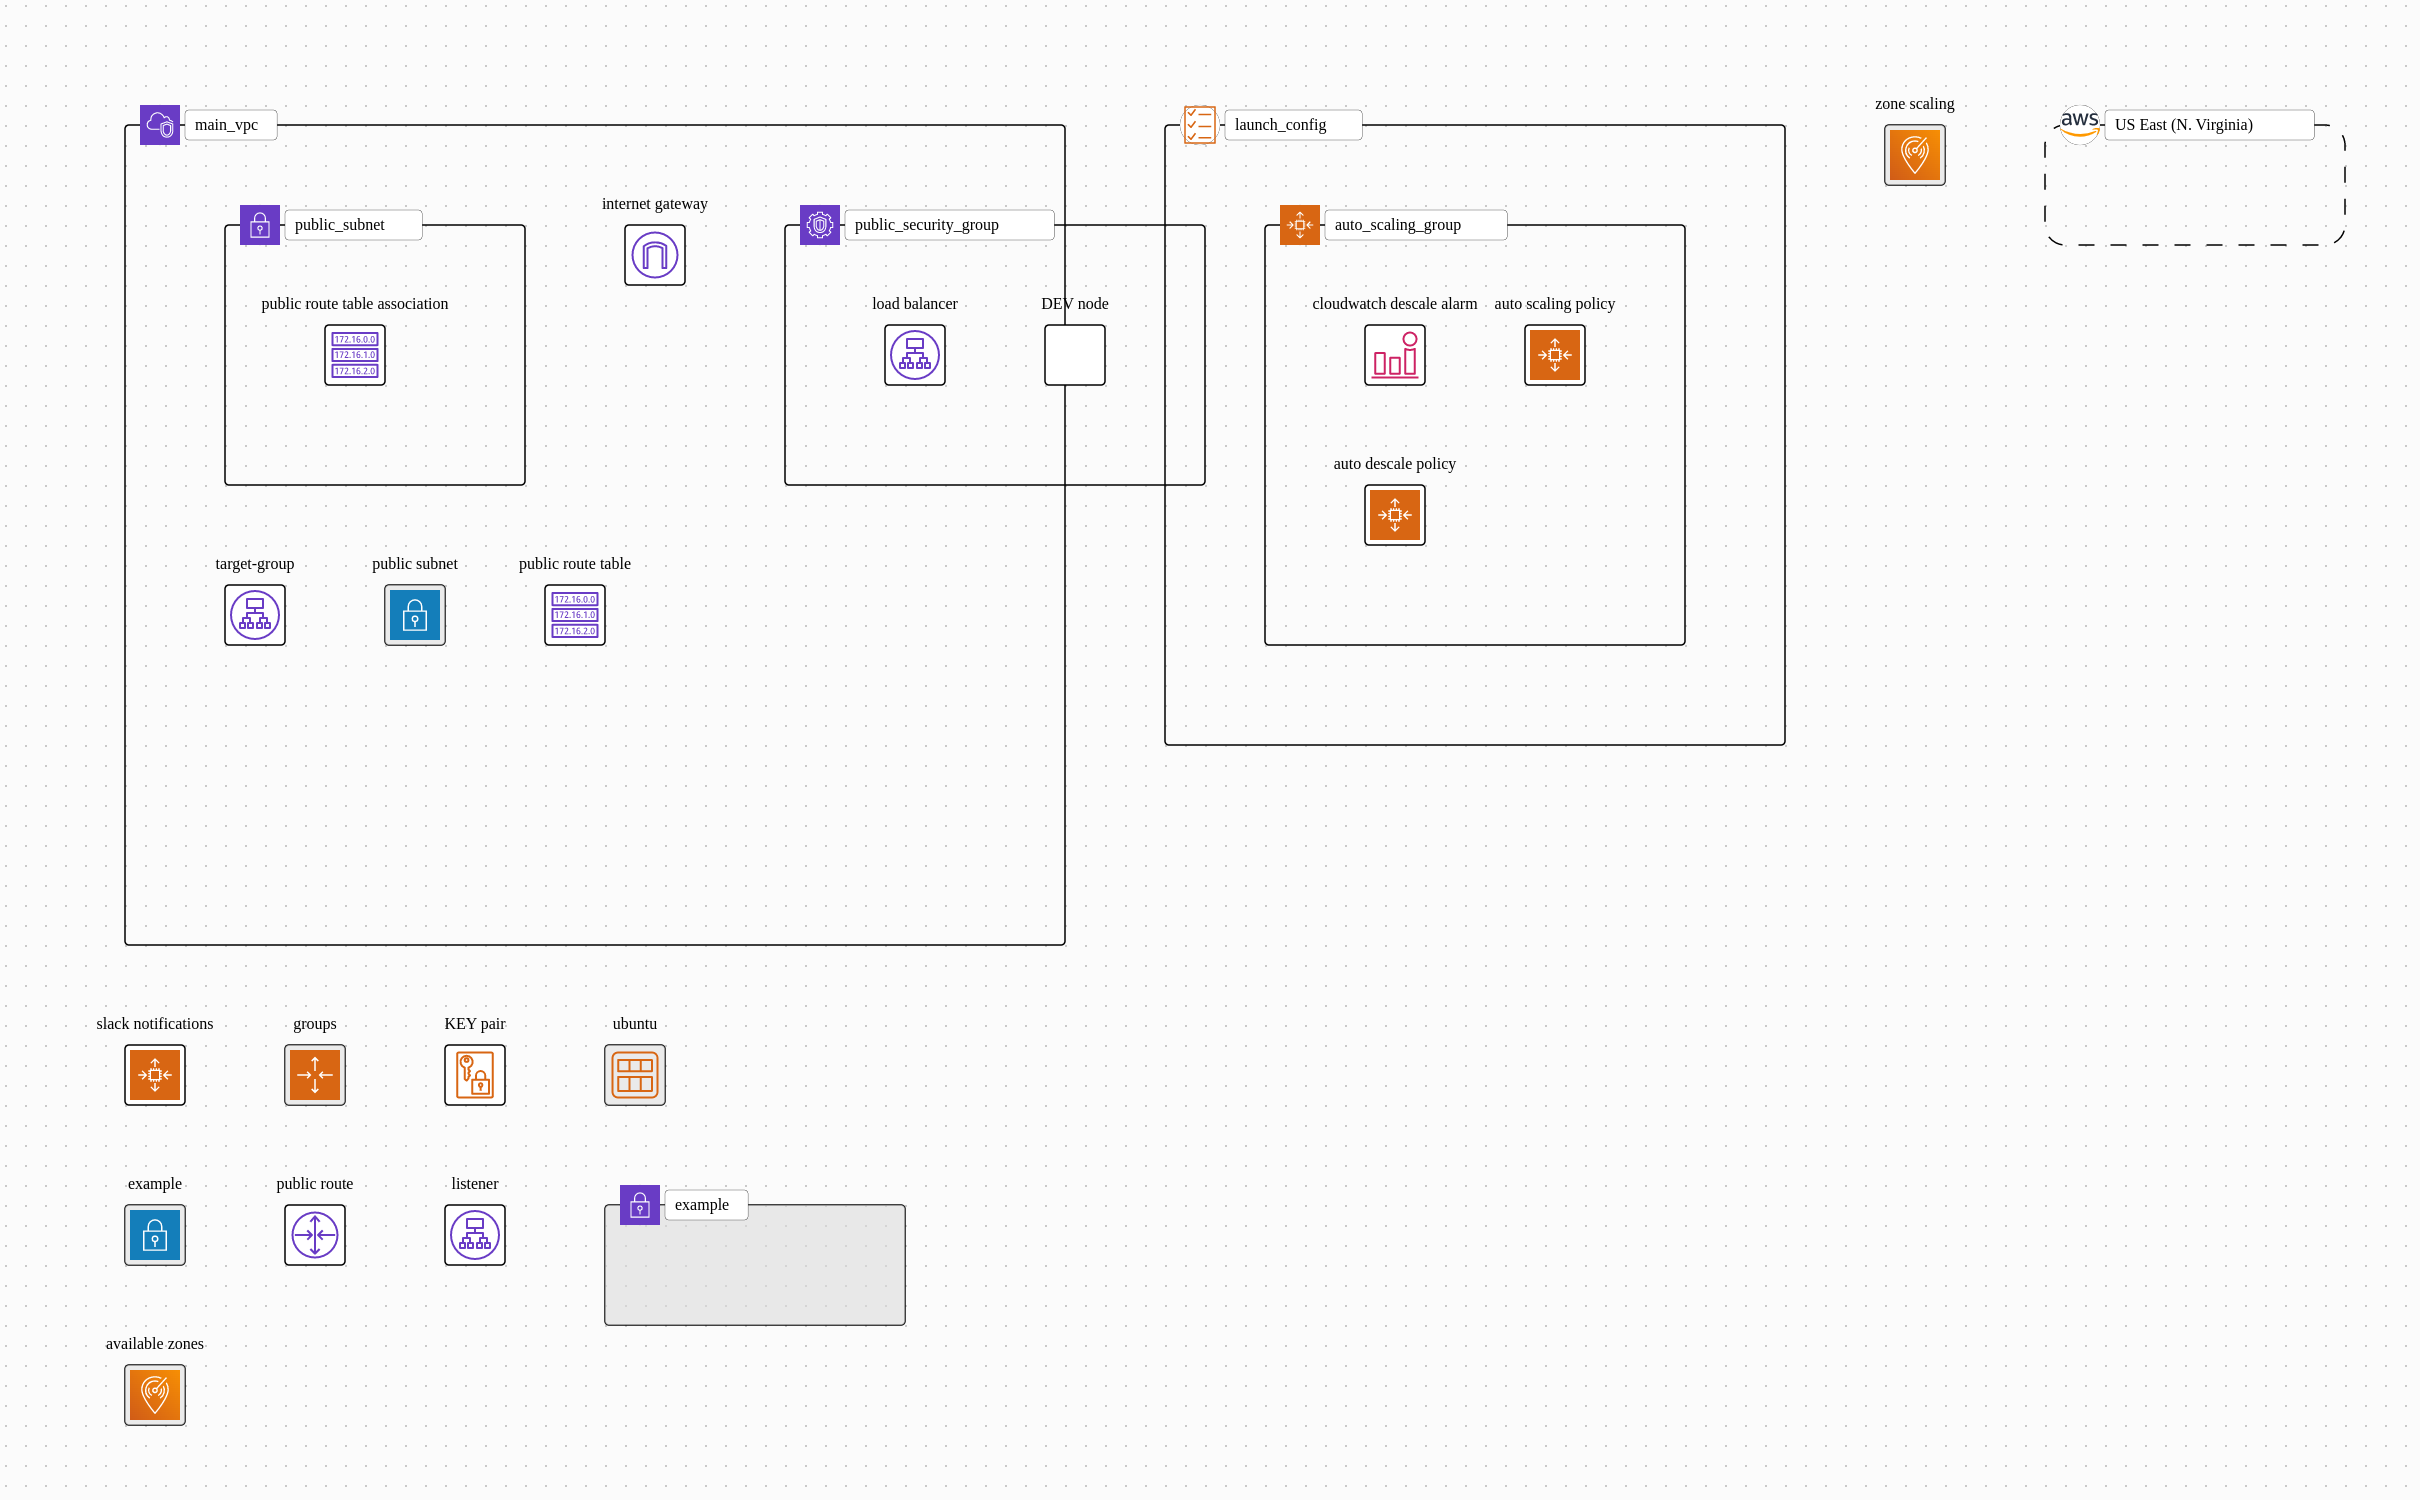 zone scaling
main_vpc
launch_config
aws
US East (N. Virginia)
internet gateway
public_subnet
public_security_group
auto_scaling_group
public route table association
load balancer
DEV node
cloudwatch descale alarm
auto scaling policy
172.16.0.0
172.16.1.0
172.16.2.0
auto descale policy
target-group
public subnet
public route table
172.16.0.0
172.16.1.0
172.16.2.0
slack notifications
groups
KEY pair
ubuntu
example
public route
listener
example
available zones